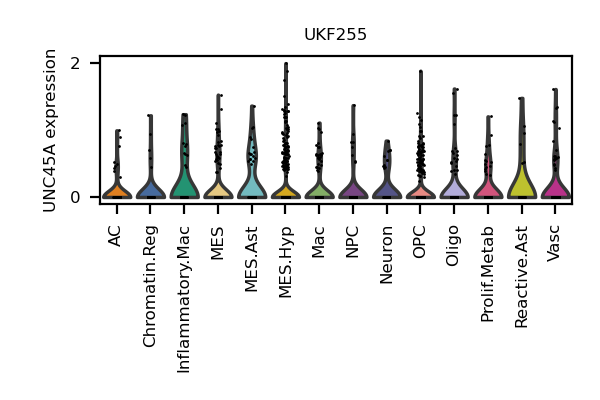 UKF255
UNC45A expression
2
0
AC
Chromatin.Reg
Inflammatory.Mac
MES
MES.Ast
MES.Hyp
Mac
NPC
Neuron
OPC
Oligo
Prolif.Metab
Reactive.Ast
Vasc